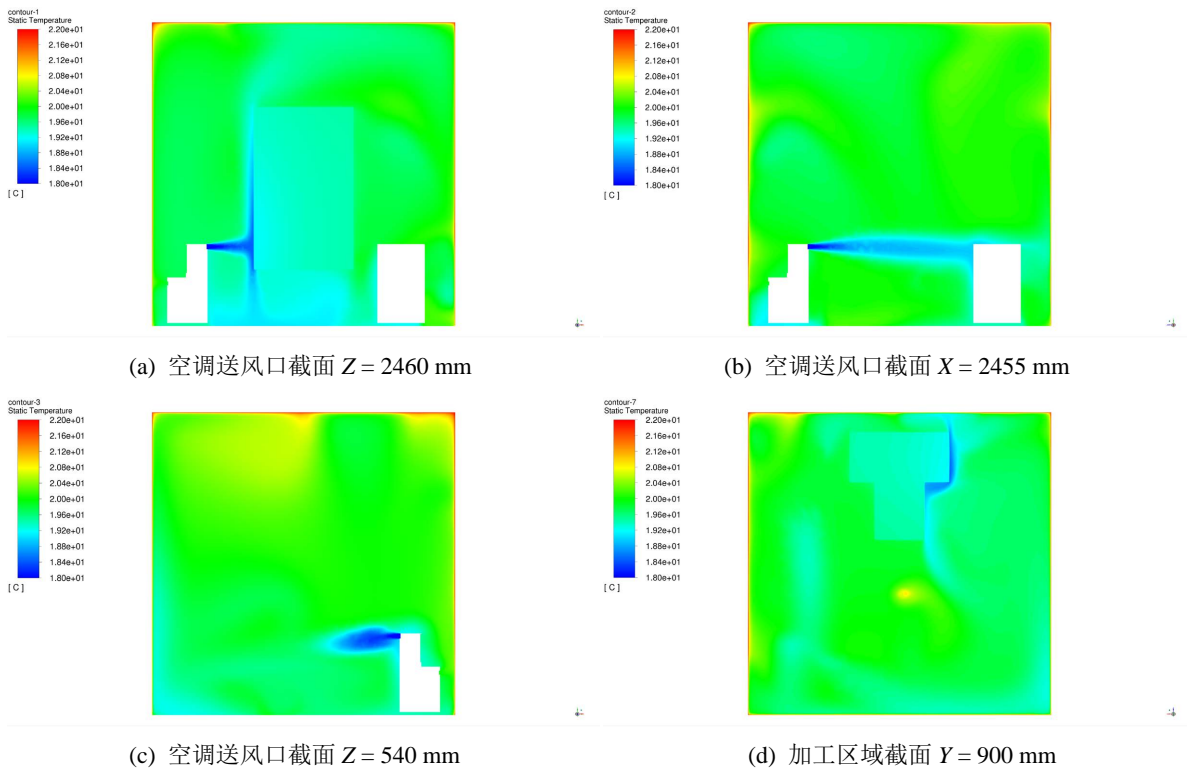 contour-1
Static Temperature
2.20e+01
2.16e+01
2.12e+01
2.08e+01
2.04e+01
2.00e+01
1.96e+01
1.92e+01
1.88e+01
1.84e+01
1.80e+01
[ C ]
(a) 空调送风口截面 Z = 2460 mm
contour-2
Static Temperature
2.20e+01
2.16e+01
2.12e+01
2.08e+01
2.04e+01
2.00e+01
1.96e+01
1.92e+01
1.88e+01
1.84e+01
1.80e+01
[ C ]
(b) 空调送风口截面 X = 2455 mm
contour-3
Static Temperature
2.20e+01
2.16e+01
2.12e+01
2.08e+01
2.04e+01
2.00e+01
1.96e+01
1.92e+01
1.88e+01
1.84e+01
1.80e+01
[ C ]
(c) 空调送风口截面 Z = 540 mm
contour-7
Static Temperature
2.20e+01
2.16e+01
2.12e+01
2.08e+01
2.04e+01
2.00e+01
1.96e+01
1.92e+01
1.88e+01
1.84e+01
1.80e+01
[ C ]
(d) 加工区域截面 Y = 900 mm